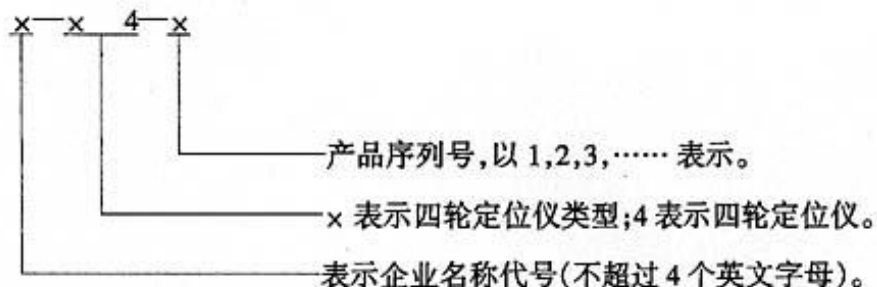 ×—× 4—×
产品序列号,以 1,2,3,…… 表示。
× 表示四轮定位仪类型;4 表示四轮定位仪。
表示企业名称代号(不超过 4 个英文字母)。